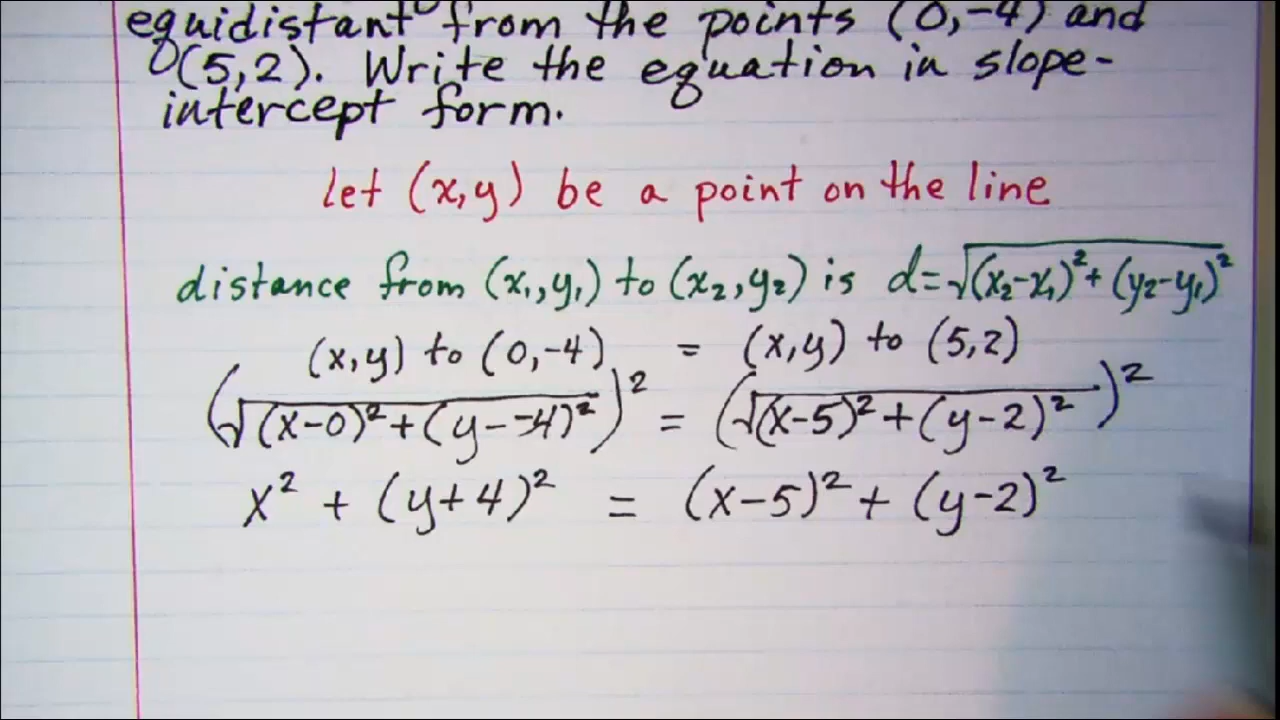 equidistant from the points (0,-4) and
(5,2). Write the equation in slope-
intercept form.
let (x,y) be a point on the line
distance from (x₁,y₁) to (x₂,y₂) is d=√(x₂-x₁)²+(y₂-y₁)²
(x,y) to (0,-4) = (x,y) to (5,2)
(√(x-0)²+(y--4)²)² = (√(x-5)²+(y-2)²)²
x² + (y+4)² = (x-5)²+(y-2)²